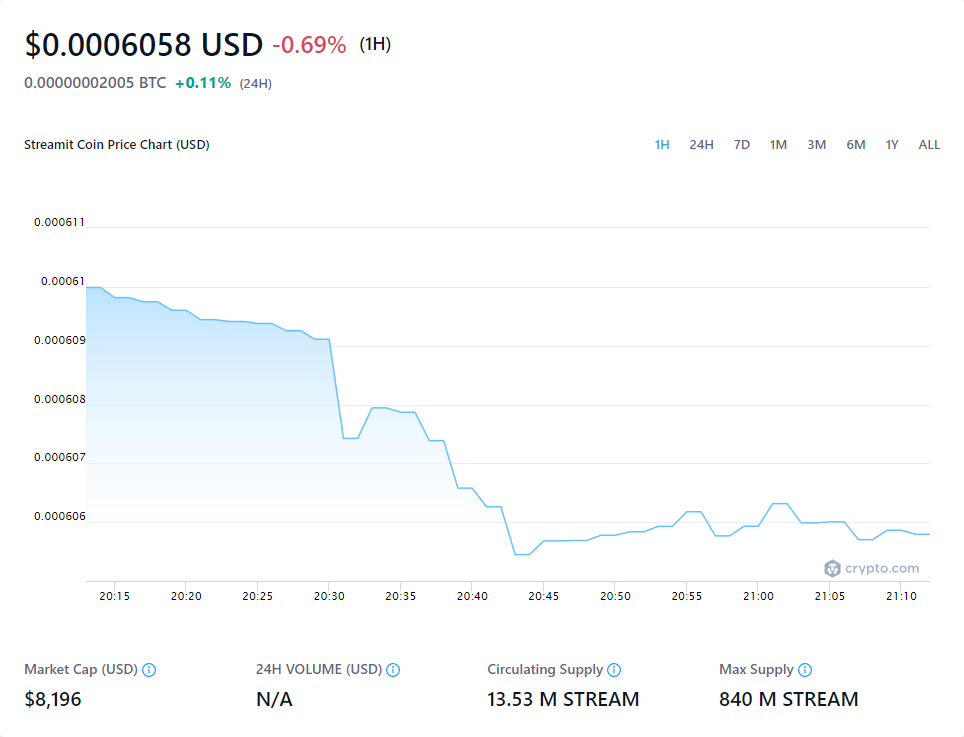 $0.0006058 USD -0.69% (1H)
0.00000002005 BTC +0.11% (24H)
Streamit Coin Price Chart (USD)
1H 24H 7D 1M 3M 6M 1Y ALL
0.000611
0.00061
0.000609
0.000608
0.000607
0.000606
crypto.com
20:15 20:20 20:25 20:30 20:35 20:40 20:45 20:50 20:55 21:00 21:05 21:10
Market Cap (USD) 24H VOLUME (USD) Circulating Supply Max Supply
$8,196 N/A 13.53 M STREAM 840 M STREAM